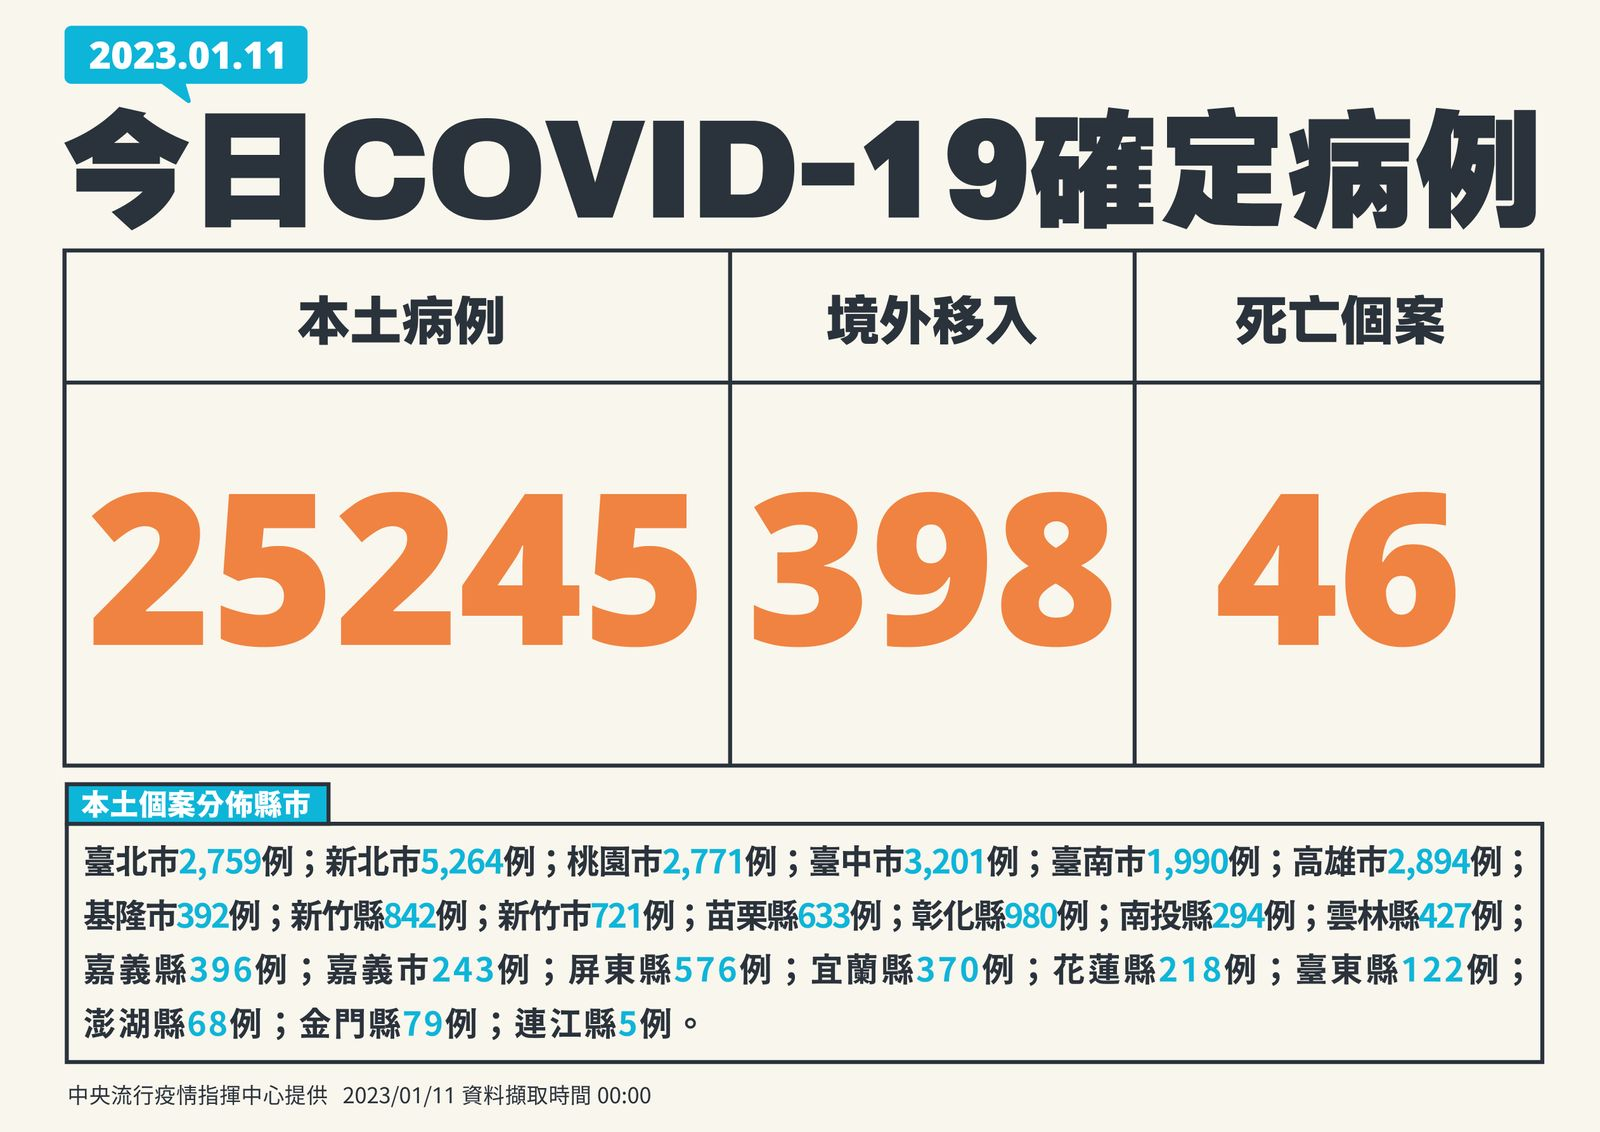 2023.01.11
今日COVID-19確定病例
本土病例 境外移入 死亡個案
25245 398 46
本土個案分佈縣市
臺北市2,759例；新北市5,264例；桃園市2,771例；臺中市3,201例；臺南市1,990例；高雄市2,894例；
基隆市392例；新竹縣842例；新竹市721例；苗栗縣633例；彰化縣980例；南投縣294例；雲林縣427例；
嘉義縣396例；嘉義市243例；屏東縣576例；宜蘭縣370例；花蓮縣218例；臺東縣122例；
澎湖縣68例；金門縣79例；連江縣5例。
中央流行疫情指揮中心提供 2023/01/11 資料擷取時間 00:00